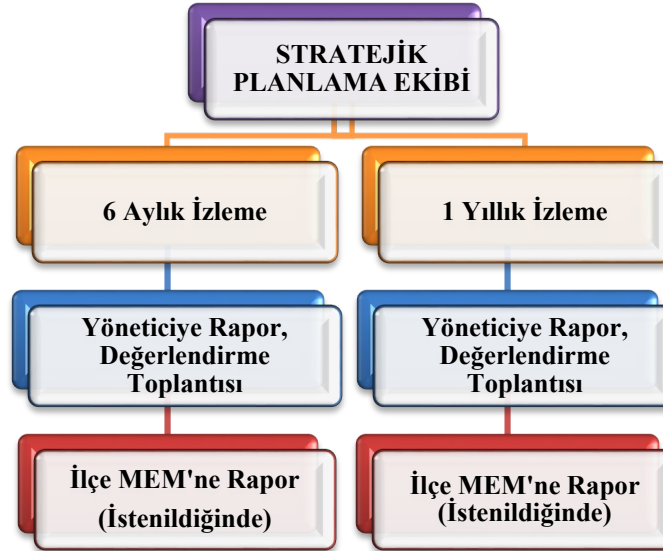 STRATEJİK
PLANLAMA EKİBİ
6 Aylık İzleme
1 Yıllık İzleme
Yöneticiye Rapor,
Değerlendirme
Toplantısı
Yöneticiye Rapor,
Değerlendirme
Toplantısı
İlçe MEM'ne Rapor
(İstenildiğinde)
İlçe MEM'ne Rapor
(İstenildiğinde)